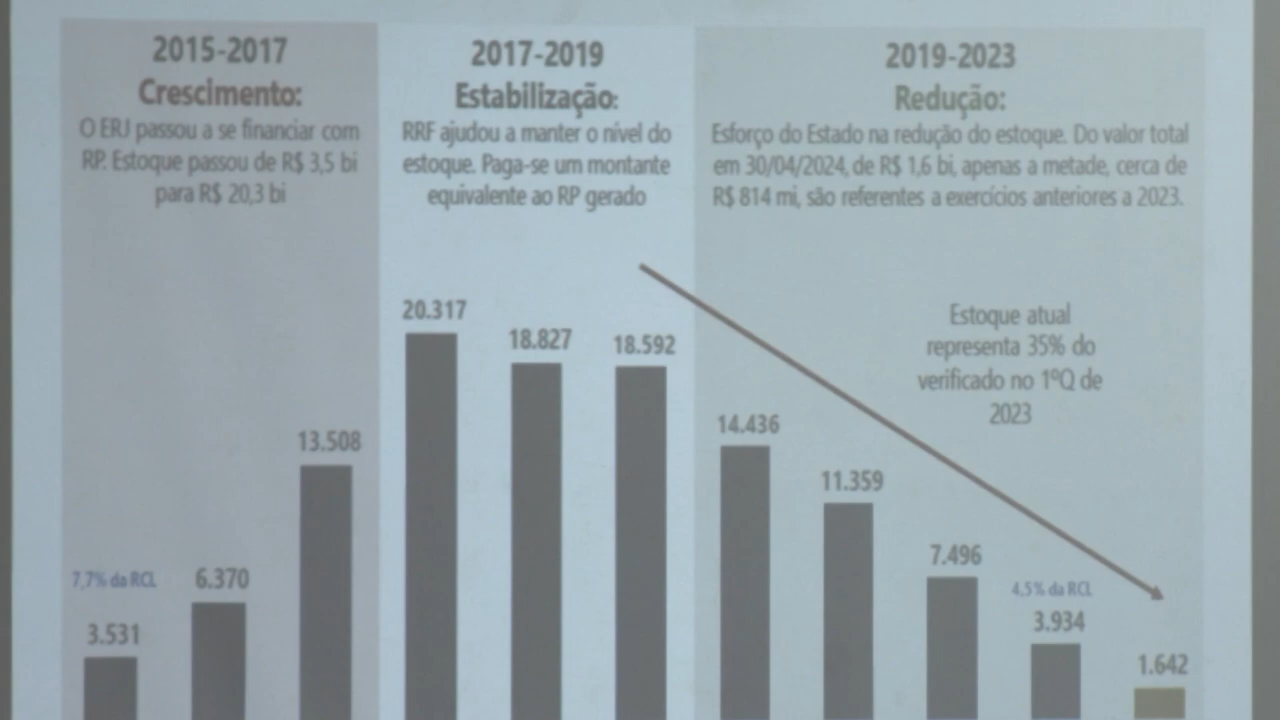 2015-2017
Crescimento:
O ERJ passou a se financiar com
RP. Estoque passou de R$ 3,5 bi
para R$ 20,3 bi
2017-2019
Estabilização:
RRF ajudou a manter o nível do
estoque. Paga-se um montante
equivalente ao RP gerado
2019-2023
Redução:
Esforço do Estado na redução do estoque. Do valor total
em 30/04/2024, de R$ 1,6 bi, apenas a metade, cerca de
R$ 814 mi, são referentes a exercícios anteriores a 2023.
Estoque atual
representa 35% do
verificado no 1ºQ de
2023
7,7% da RCL
3.531
6.370
13.508
20.317
18.827
18.592
14.436
11.359
7.496
4,5% da RCL
3.934
1.642